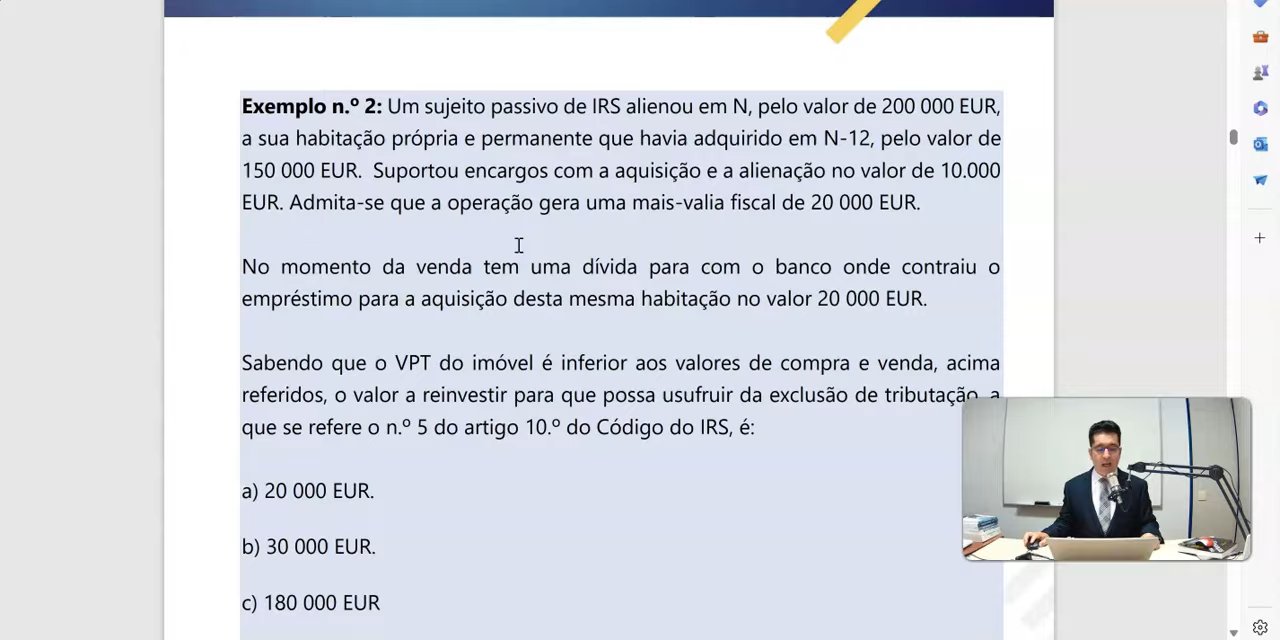 Exemplo n.º 2: Um sujeito passivo de IRS alienou em N, pelo valor de 200 000 EUR,
a sua habitação própria e permanente que havia adquirido em N-12, pelo valor de
150 000 EUR.  Suportou encargos com a aquisição e a alienação no valor de 10.000
EUR. Admita-se que a operação gera uma mais-valia fiscal de 20 000 EUR.
No momento da venda tem uma dívida para com o banco onde contraiu o
empréstimo para a aquisição desta mesma habitação no valor 20 000 EUR.
Sabendo que o VPT do imóvel é inferior aos valores de compra e venda, acima
referidos, o valor a reinvestir para que possa usufruir da exclusão de tributação, a
que se refere o n.º 5 do artigo 10.º do Código do IRS, é:
a) 20 000 EUR.
b) 30 000 EUR.
c) 180 000 EUR